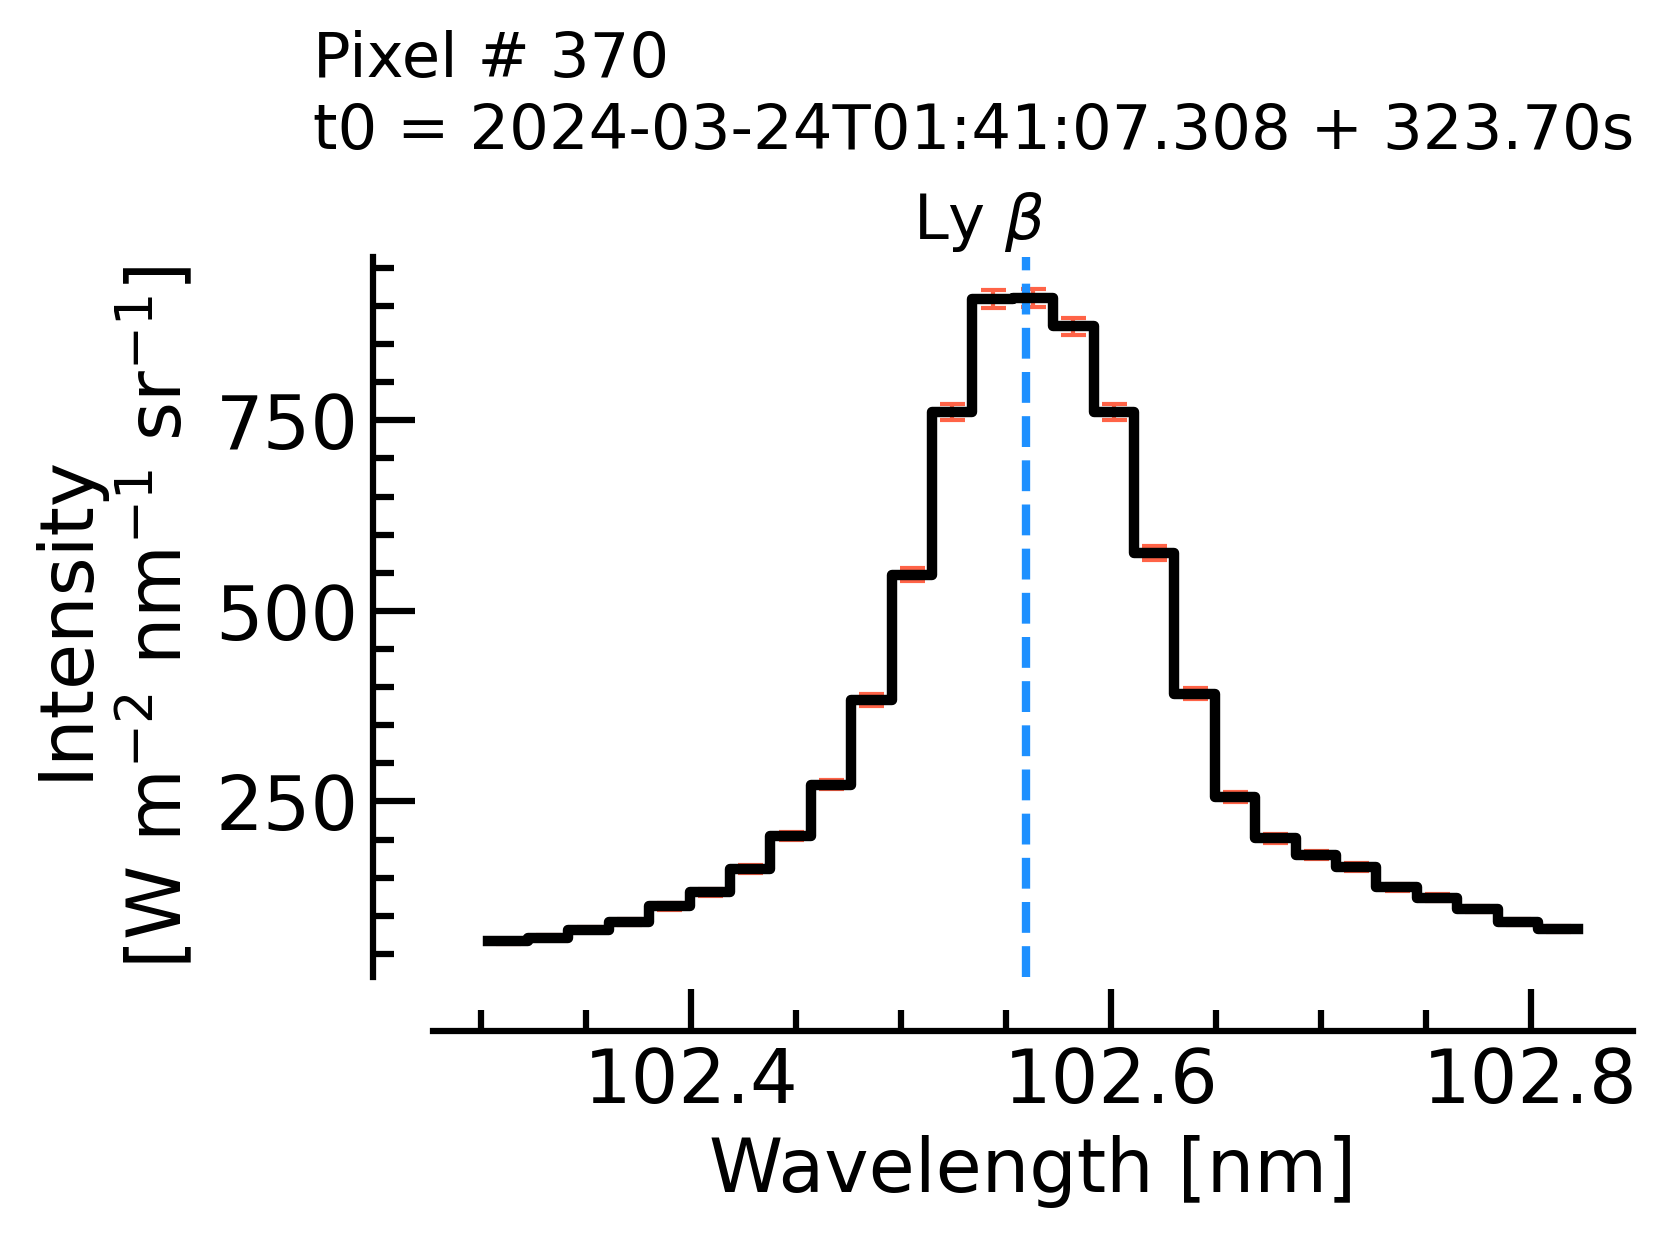 Pixel # 370
t0 = 2024-03-24T01:41:07.308 + 323.70s
Ly β
Intensity
[W m⁻² nm⁻¹ sr⁻¹]
750
500
250
102.4 102.6 102.8
Wavelength [nm]